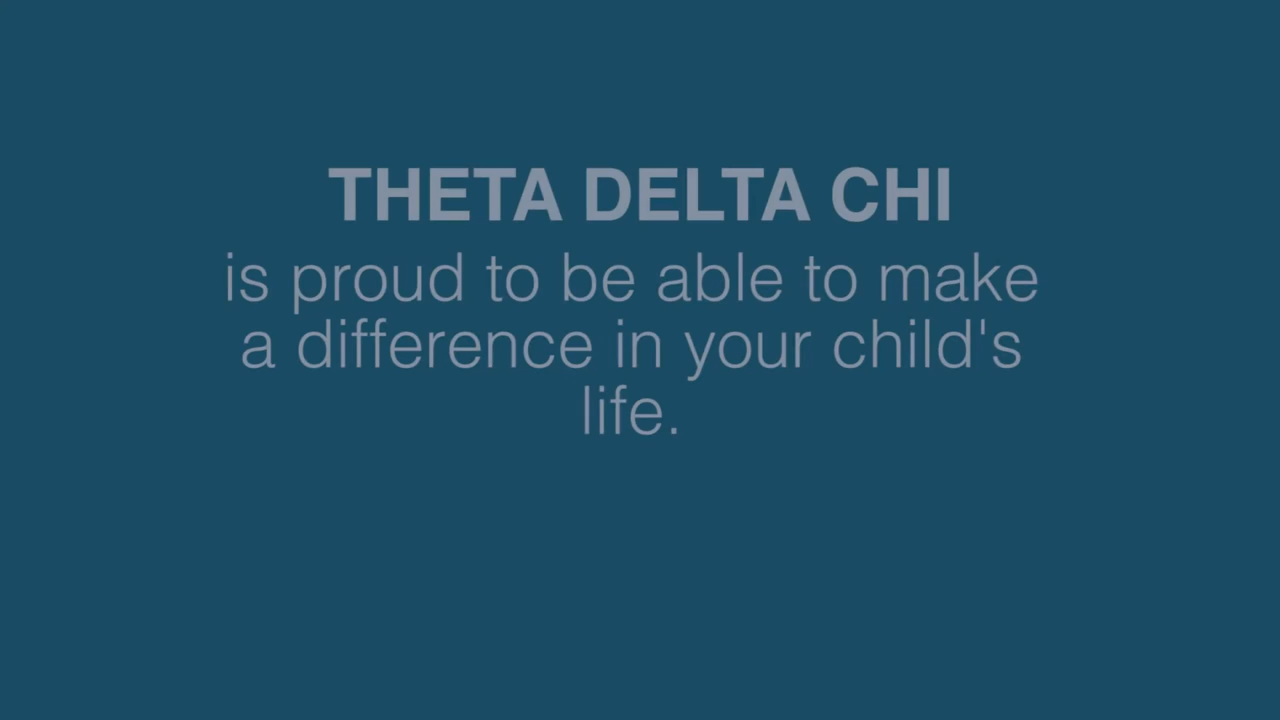 THETA DELTA CHI
is proud to be able to make
a difference in your child's
life.